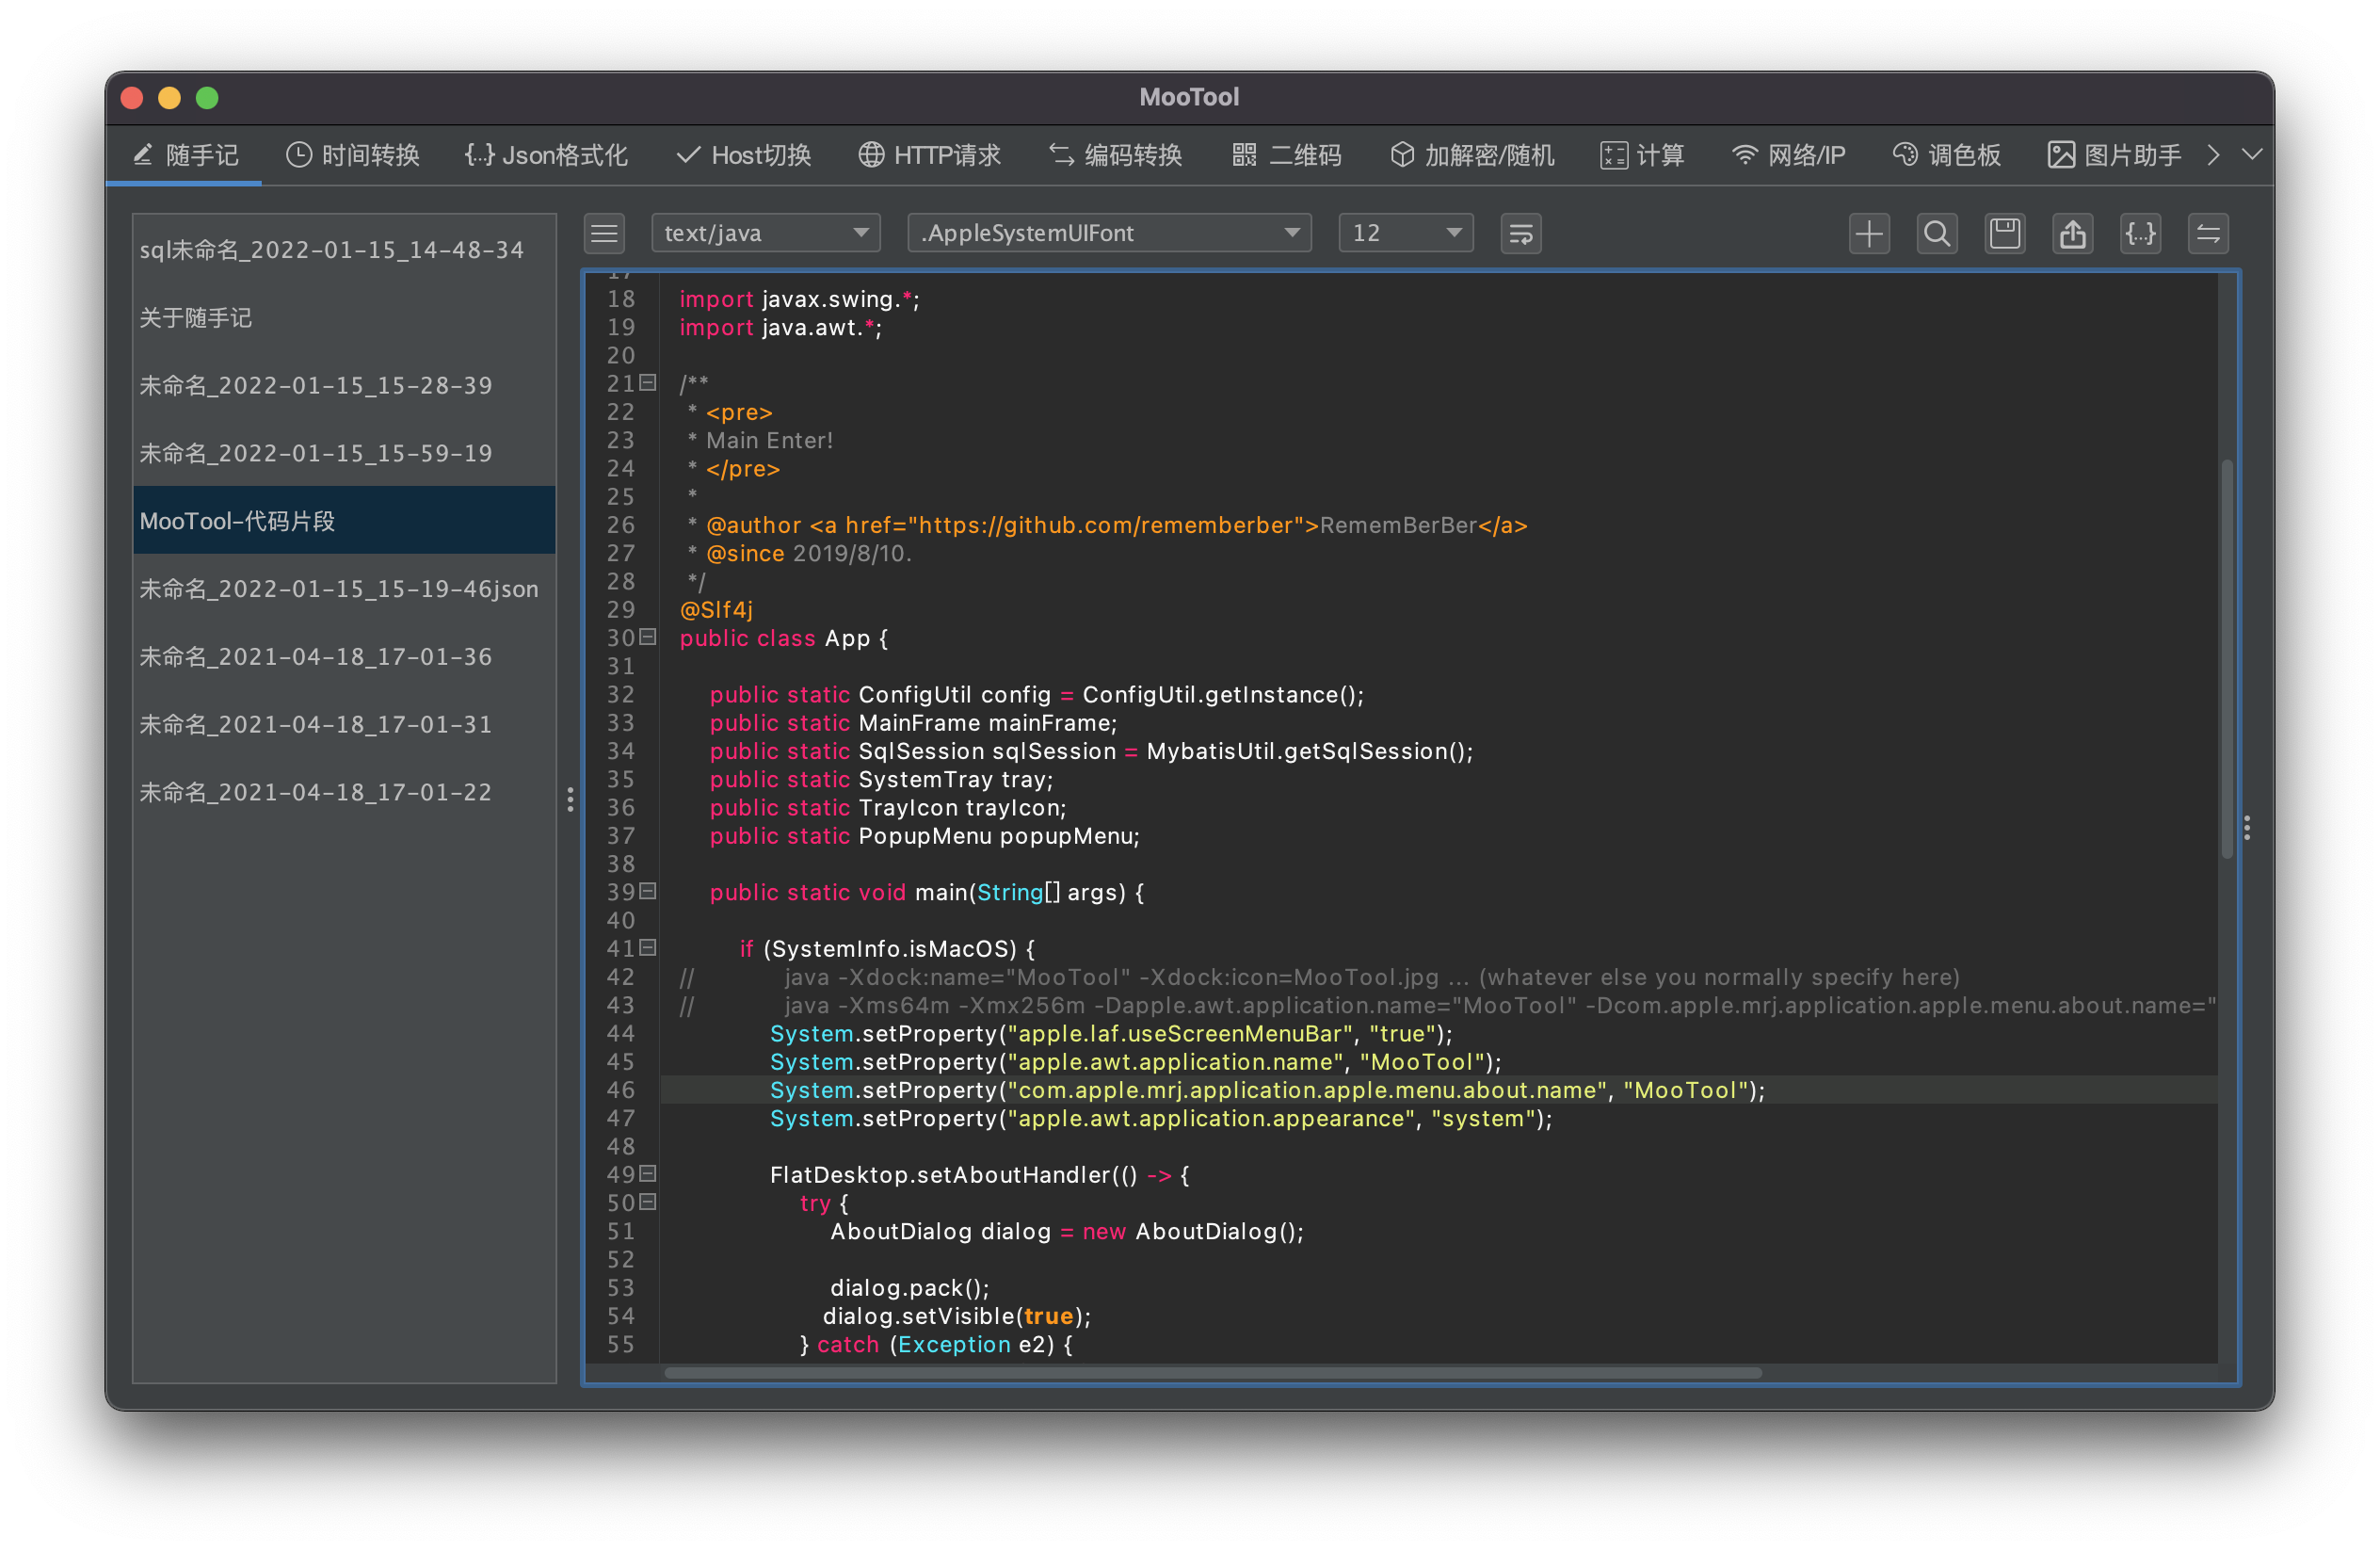 MooTool
随手记 时间转换 {...} Json格式化 Host切换 HTTP请求 编码转换 二维码 加解密/随机 计算 网络/IP 调色板 图片助手
sql未命名_2022-01-15_14-48-34
关于随手记
未命名_2022-01-15_15-28-39
未命名_2022-01-15_15-59-19
MooTool-代码片段
未命名_2022-01-15_15-19-46json
未命名_2021-04-18_17-01-36
未命名_2021-04-18_17-01-31
未命名_2021-04-18_17-01-22
text/java .AppleSystemUIFont 12 {...}
17
18 import javax.swing.*;
19 import java.awt.*;
20
21 /**
22 * <pre>
23 * Main Enter!
24 * </pre>
25 *
26 * @author <a href="https://github.com/rememberber">RememBerBer</a>
27 * @since 2019/8/10.
28 */
29 @Slf4j
30 public class App {
31
32 public static ConfigUtil config = ConfigUtil.getInstance();
33 public static MainFrame mainFrame;
34 public static SqlSession sqlSession = MybatisUtil.getSqlSession();
35 public static SystemTray tray;
36 public static TrayIcon trayIcon;
37 public static PopupMenu popupMenu;
38
39 public static void main(String[] args) {
40
41 if (SystemInfo.isMacOS) {
42 // java -Xdock:name="MooTool" -Xdock:icon=MooTool.jpg ... (whatever else you normally specify here)
43 // java -Xms64m -Xmx256m -Dapple.awt.application.name="MooTool" -Dcom.apple.mrj.application.apple.menu.about.name="
44 System.setProperty("apple.laf.useScreenMenuBar", "true");
45 System.setProperty("apple.awt.application.name", "MooTool");
46 System.setProperty("com.apple.mrj.application.apple.menu.about.name", "MooTool");
47 System.setProperty("apple.awt.application.appearance", "system");
48
49 FlatDesktop.setAboutHandler(() -> {
50 try {
51 AboutDialog dialog = new AboutDialog();
52
53 dialog.pack();
54 dialog.setVisible(true);
55 } catch (Exception e2) {